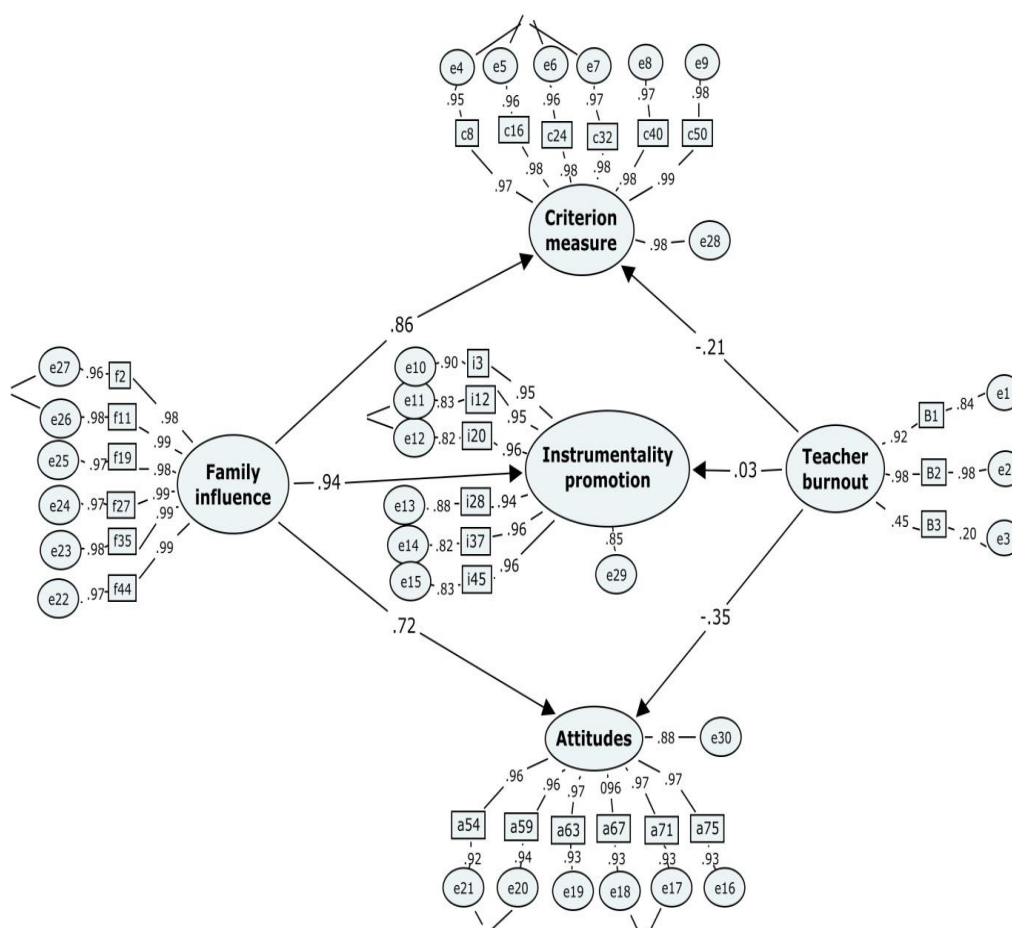 e4 e5 e6 e7 e8 e9
.95 .96 .96 .97 .97 .98
c8 c16 c24 c32 c40 c50
.97 .98 .98 .98 .98 .99
Criterion
measure
.98 e28
.86
-.21
e27 .96 f2
.98
e26 .98 f11
.99
e25 .97 f19
.98
e24 .97 f27
.99
e23 .98 f35
.99
e22 .97 f44
.99
Family
influence
.94
e10 .90 i3
.95
e11 .83 i12
.95
e12 .82 i20
.96
e13 .88 i28 .94
e14 .82 i37
.96
e15 .83 i45
.96
Instrumentality
promotion
.85
e29
.03
Teacher
burnout
.92 B1 .84 e1
.98 B2 .98 e2
.45 B3 .20 e3
.72
-.35
Attitudes
.88 e30
.96 .96 .97 096 .97 .97
a54 a59 a63 a67 a71 a75
.92 .94 .93 .93 .93 .93
e21 e20 e19 e18 e17 e16